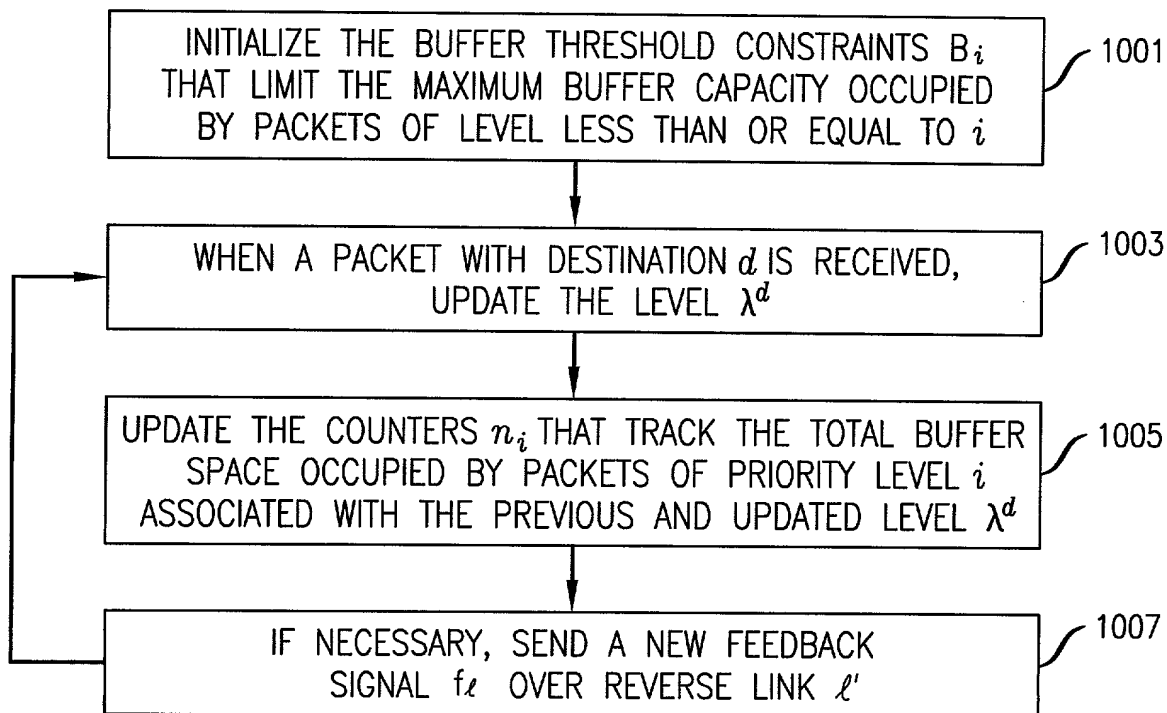 INITIALIZE THE BUFFER THRESHOLD CONSTRAINTS Bi
THAT LIMIT THE MAXIMUM BUFFER CAPACITY OCCUPIED
BY PACKETS OF LEVEL LESS THAN OR EQUAL TO i
1001
WHEN A PACKET WITH DESTINATION d IS RECEIVED,
UPDATE THE LEVEL λ^d
1003
UPDATE THE COUNTERS ni THAT TRACK THE TOTAL BUFFER
SPACE OCCUPIED BY PACKETS OF PRIORITY LEVEL i
ASSOCIATED WITH THE PREVIOUS AND UPDATED LEVEL λ^d
1005
IF NECESSARY, SEND A NEW FEEDBACK
SIGNAL fℓ OVER REVERSE LINK ℓ'
1007